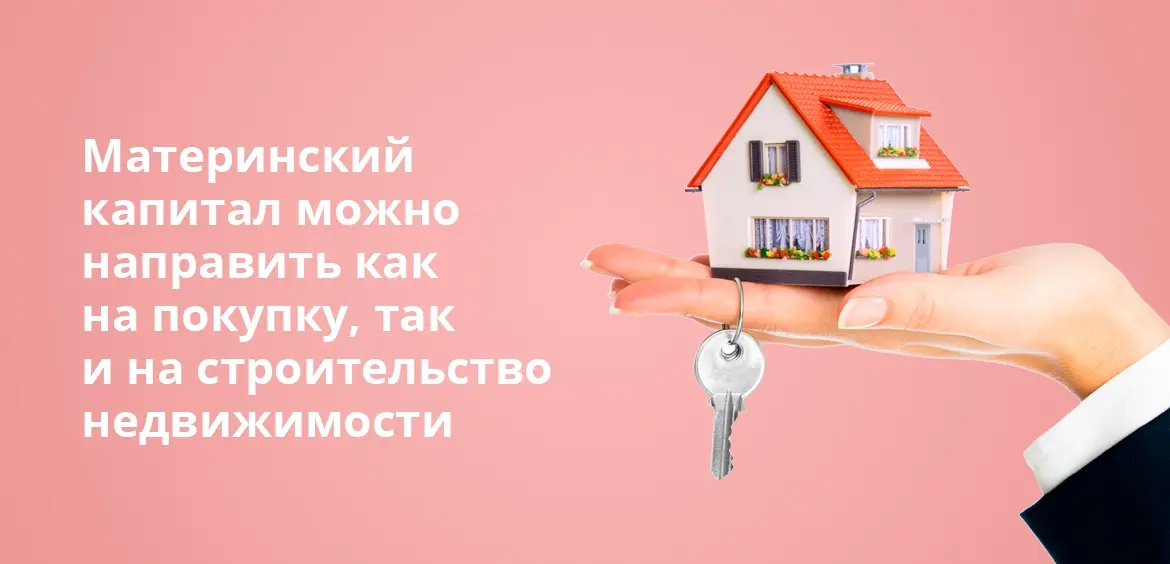 Материнский
капитал можно
направить как
на покупку, так
и на строительство
недвижимости